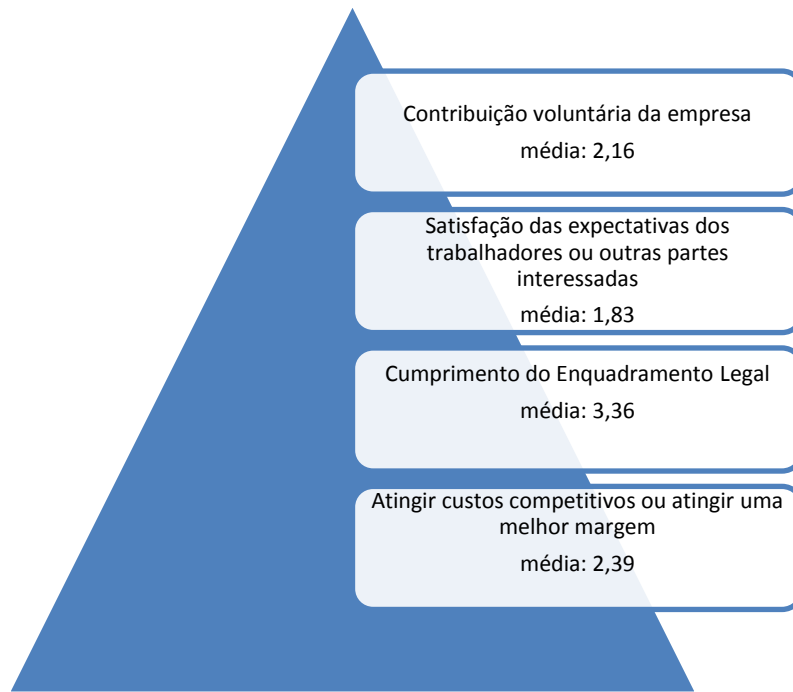 Contribuição voluntária da empresa
média: 2,16
Satisfação das expectativas dos
trabalhadores ou outras partes
interessadas
média: 1,83
Cumprimento do Enquadramento Legal
média: 3,36
Atingir custos competitivos ou atingir uma
melhor margem
média: 2,39